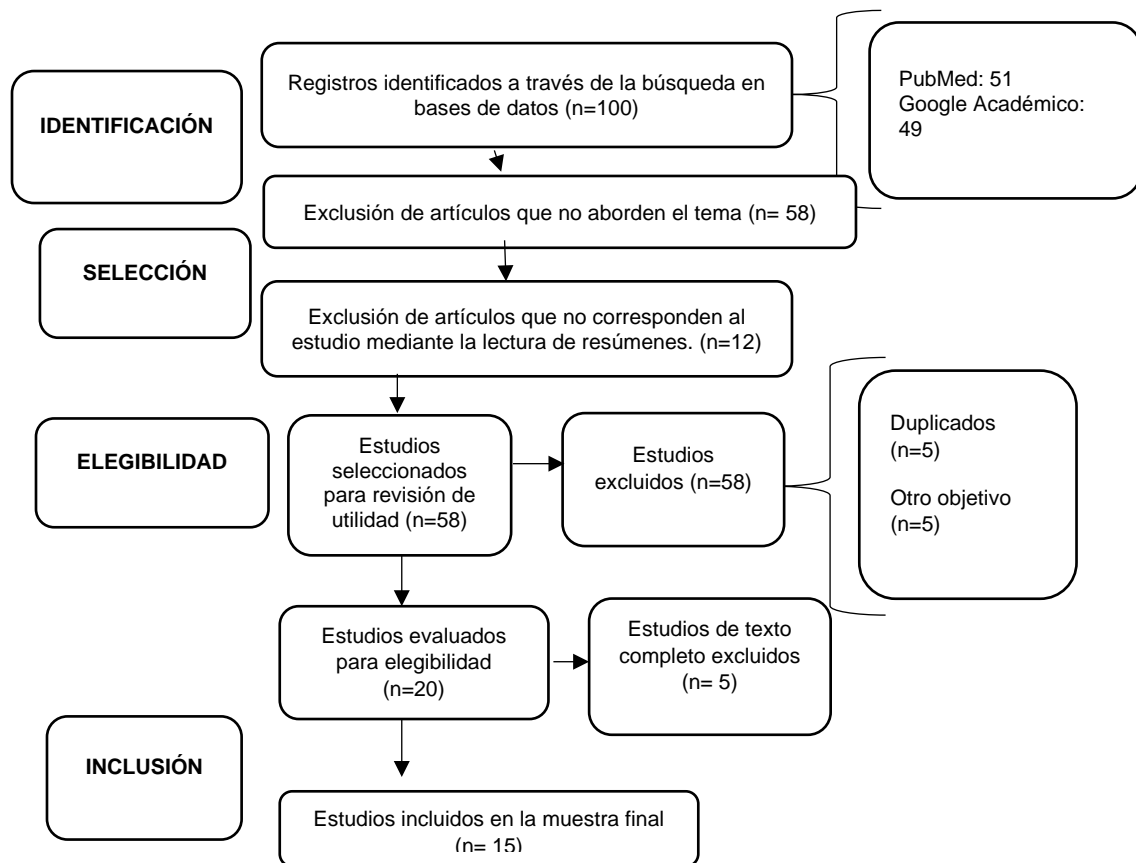 IDENTIFICACIÓN
Registros identificados a través de la búsqueda en
bases de datos (n=100)
PubMed: 51
Google Académico:
49
Exclusión de artículos que no aborden el tema (n= 58)
SELECCIÓN
Exclusión de artículos que no corresponden al
estudio mediante la lectura de resúmenes. (n=12)
ELEGIBILIDAD
Estudios
seleccionados
para revisión de
utilidad (n=58)
Estudios
excluidos (n=58)
Duplicados
(n=5)
Otro objetivo
(n=5)
Estudios evaluados
para elegibilidad
(n=20)
Estudios de texto
completo excluidos
(n= 5)
INCLUSIÓN
Estudios incluidos en la muestra final
(n= 15)